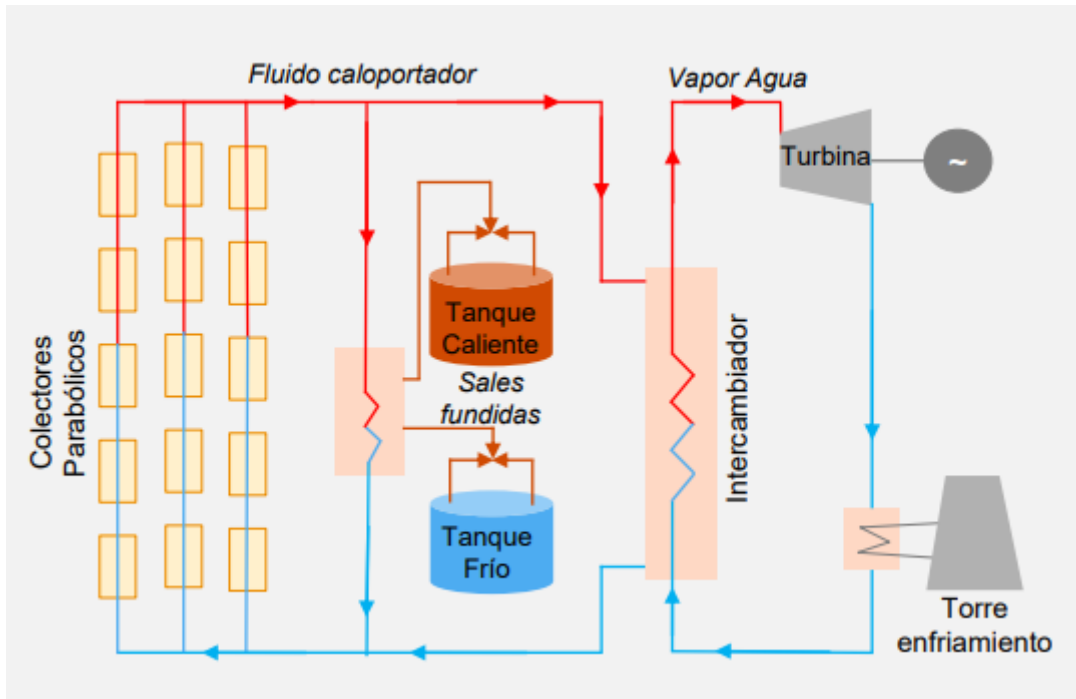 Fluido caloportador
Vapor Agua
Turbina
~
Colectores
Parabólicos
Tanque
Caliente
Sales
fundidas
Tanque
Frío
Intercambiador
Torre
enfriamiento